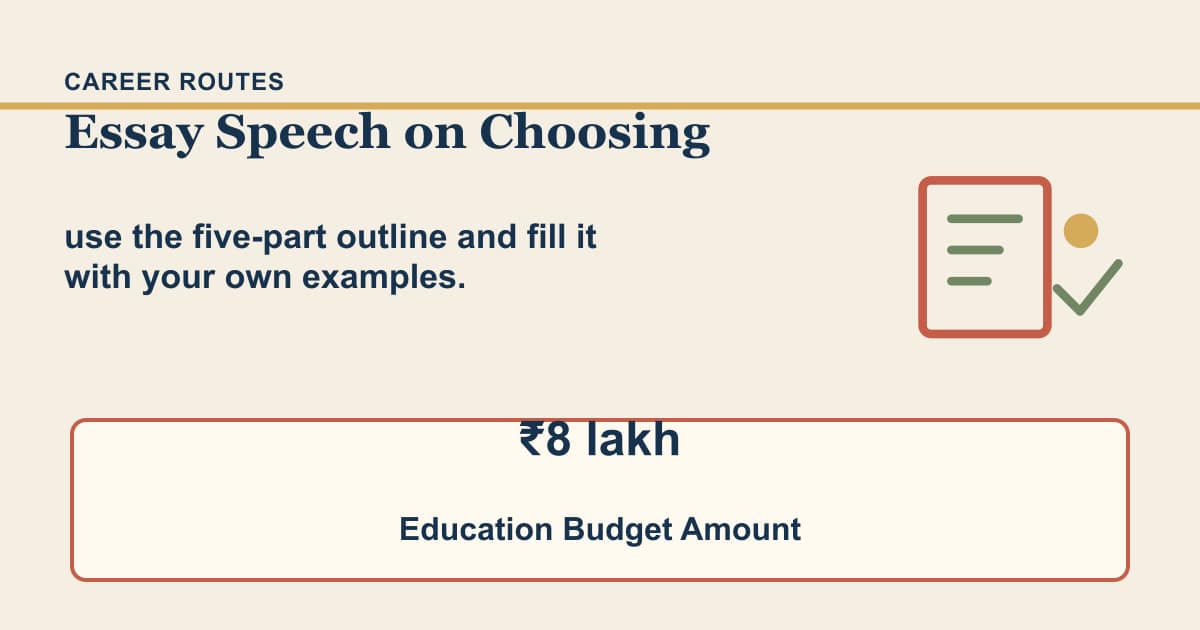 CAREER ROUTES
Essay Speech on Choosing
use the five-part outline and fill it
with your own examples.
₹8 lakh
Education Budget Amount